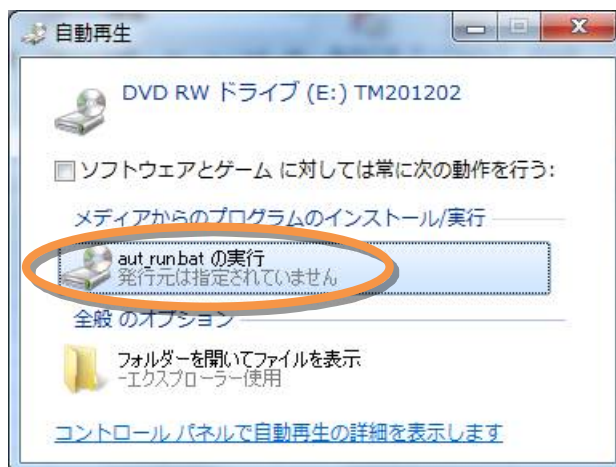 自動再生
DVD RW ドライブ (E:) TM201202
ソフトウェアとゲーム に対しては常に次の動作を行う:
メディアからのプログラムのインストール/実行
aut_run.bat の実行
発行元は指定されていません
全般 のオプション
フォルダーを開いてファイルを表示
-エクスプローラー使用
コントロール パネルで自動再生の詳細を表示します